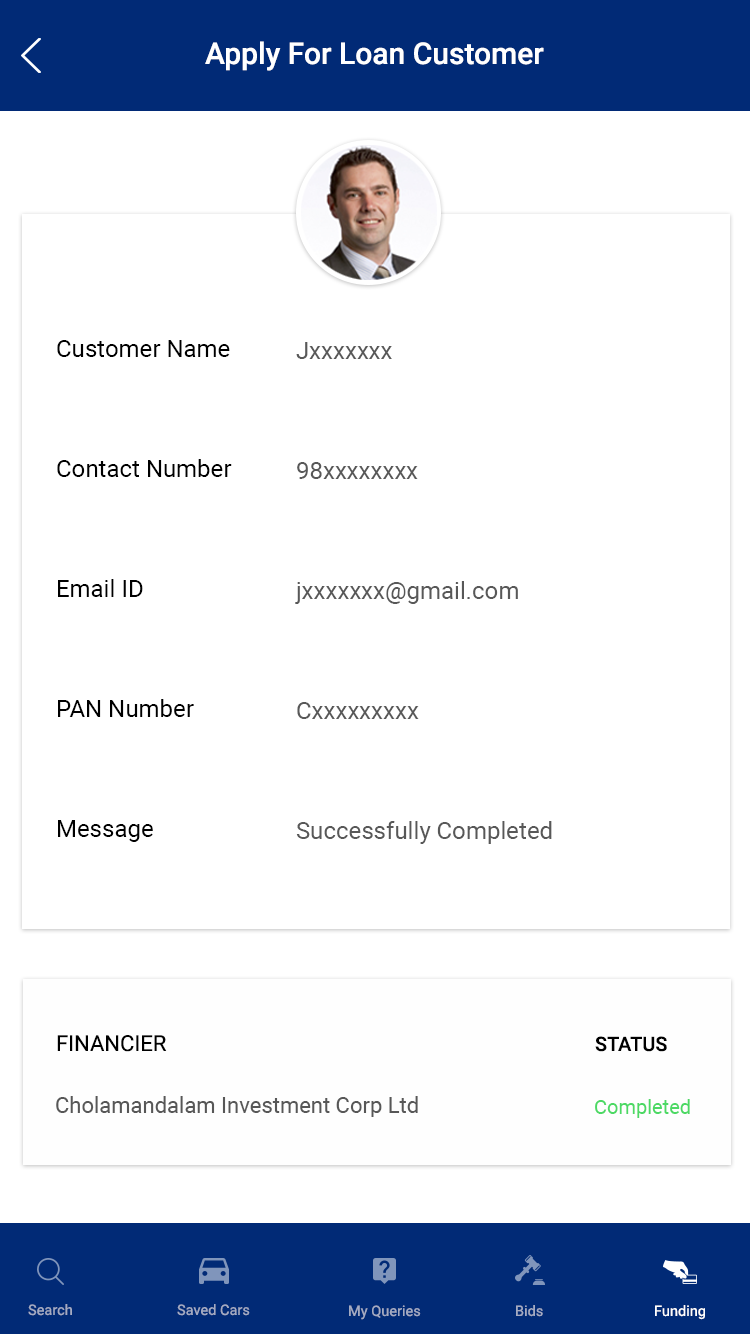 Apply For Loan Customer
Customer Name Jxxxxxxx
Contact Number 98xxxxxxxx
Email ID jxxxxxxx@gmail.com
PAN Number Cxxxxxxxxx
Message Successfully Completed
FINANCIER STATUS
Cholamandalam Investment Corp Ltd Completed
Search Saved Cars My Queries Bids Funding